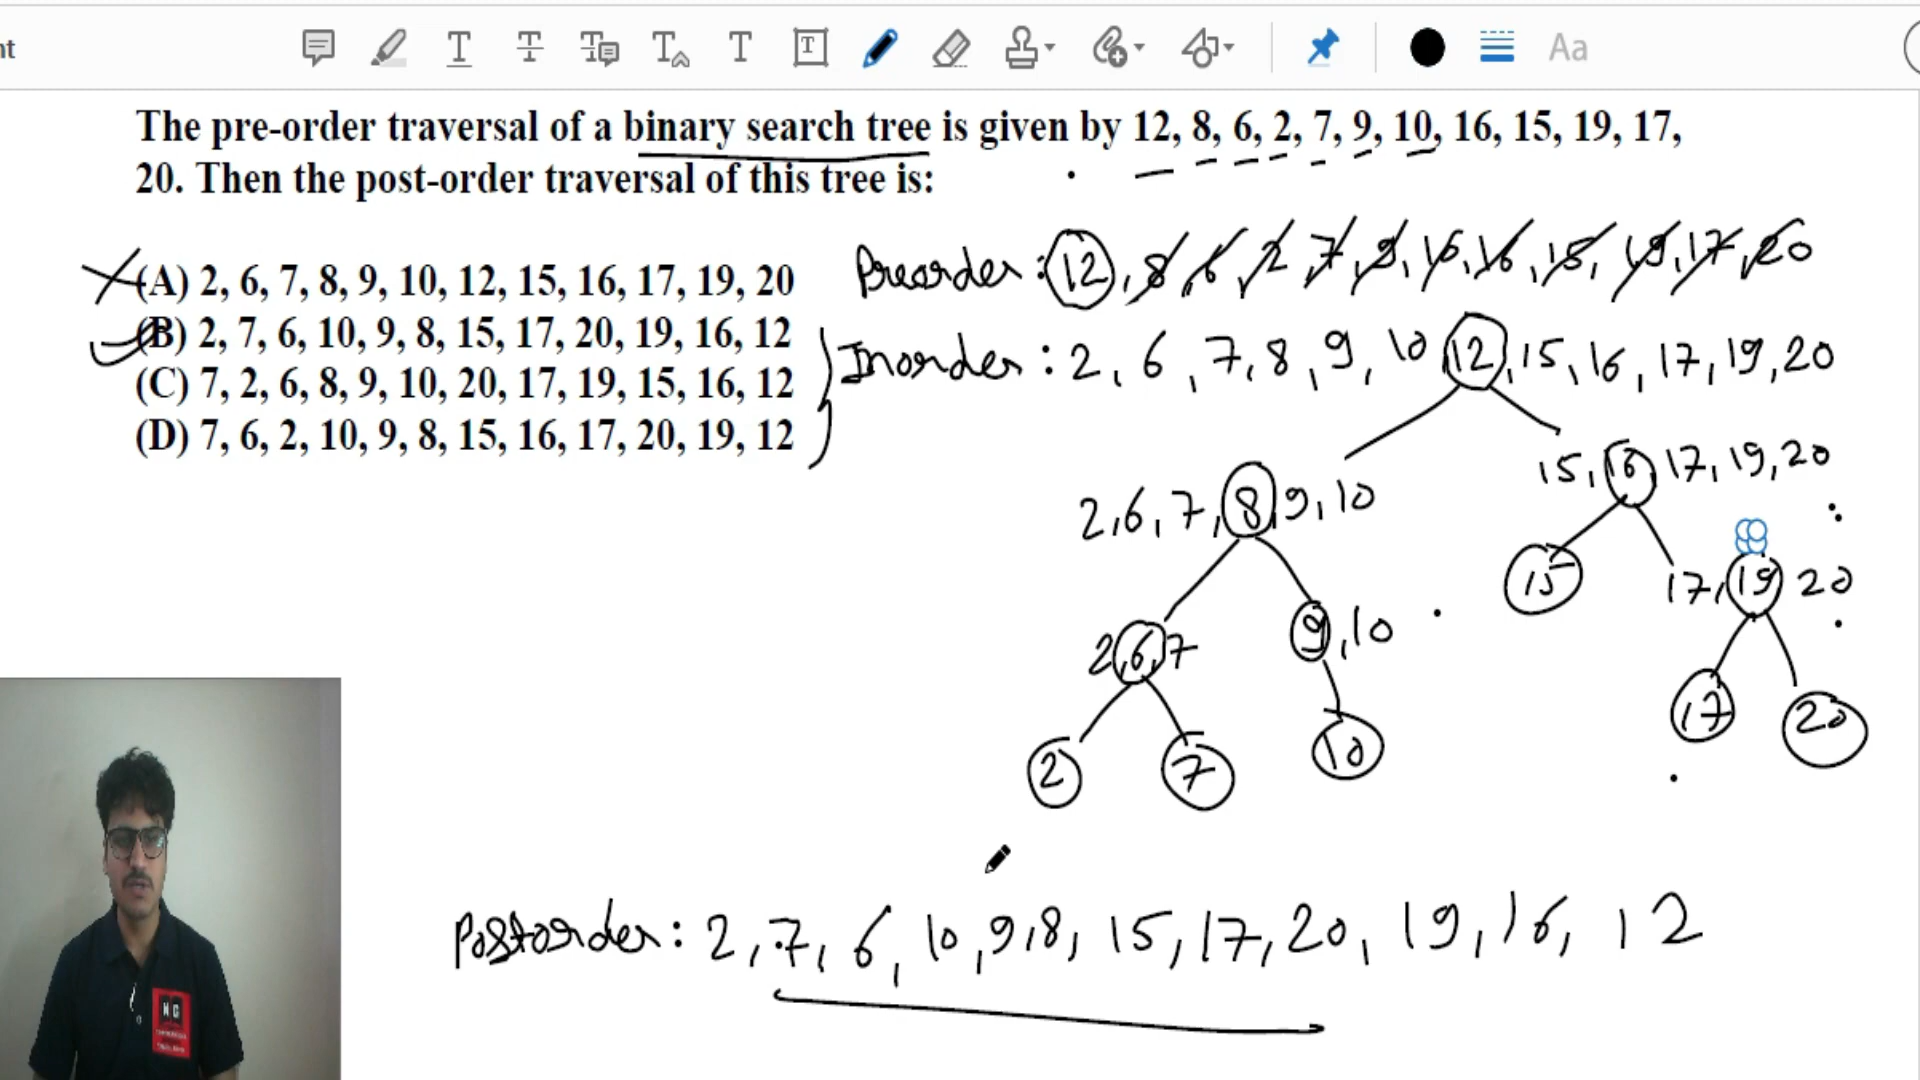 nt
T T T T T T Aa
The pre-order traversal of a binary search tree is given by 12, 8, 6, 2, 7, 9, 10, 16, 15, 19, 17,
20. Then the post-order traversal of this tree is:
(A) 2, 6, 7, 8, 9, 10, 12, 15, 16, 17, 19, 20
(B) 2, 7, 6, 10, 9, 8, 15, 17, 20, 19, 16, 12
(C) 7, 2, 6, 8, 9, 10, 20, 17, 19, 15, 16, 12
(D) 7, 6, 2, 10, 9, 8, 15, 16, 17, 20, 19, 12
Preorder : 12, 8, 6, 2, 7, 9, 10, 16, 15, 19, 17, 20
Inorder : 2, 6, 7, 8, 9, 10 12, 15, 16, 17, 19, 20
15, 16 17, 19, 20
2, 6, 7, 8 9, 10
15
17, 19 20
2, 6, 7
9, 10
17
20
2
7
10
Postorder : 2, 7, 6, 10, 9, 8, 15, 17, 20, 19, 16, 12
NG